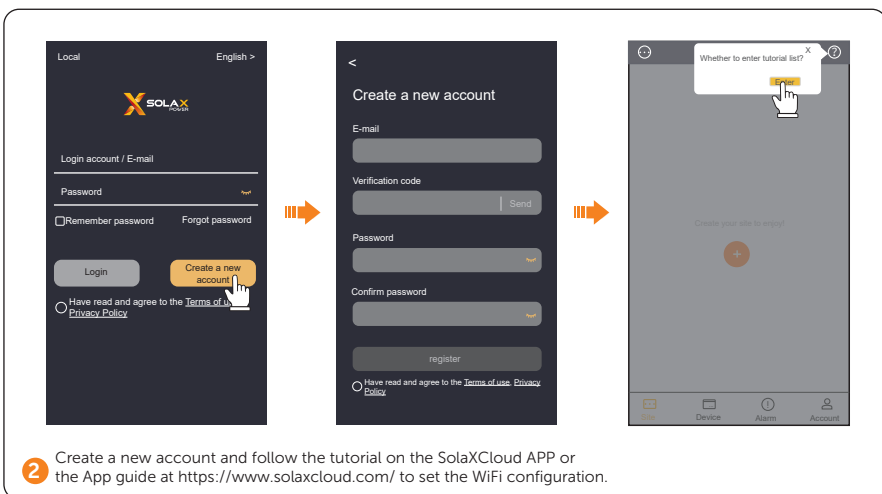 Local
English >
SOLAX
POWER
Login account / E-mail
Password
Remember password
Forgot password
Login
Create a new
account
Have read and agree to the Terms of u
Privacy Policy
<
Create a new account
E-mail
Verification code
Send
Password
Confirm password
register
Have read and agree to the Terms of use, Privacy
Policy
Whether to enter tutorial list?
X
?
Enter
Create your site to enjoy!
+
Site
Device
Alarm
Account
2
Create a new account and follow the tutorial on the SolaXCloud APP or
the App guide at https://www.solaxcloud.com/ to set the WiFi configuration.